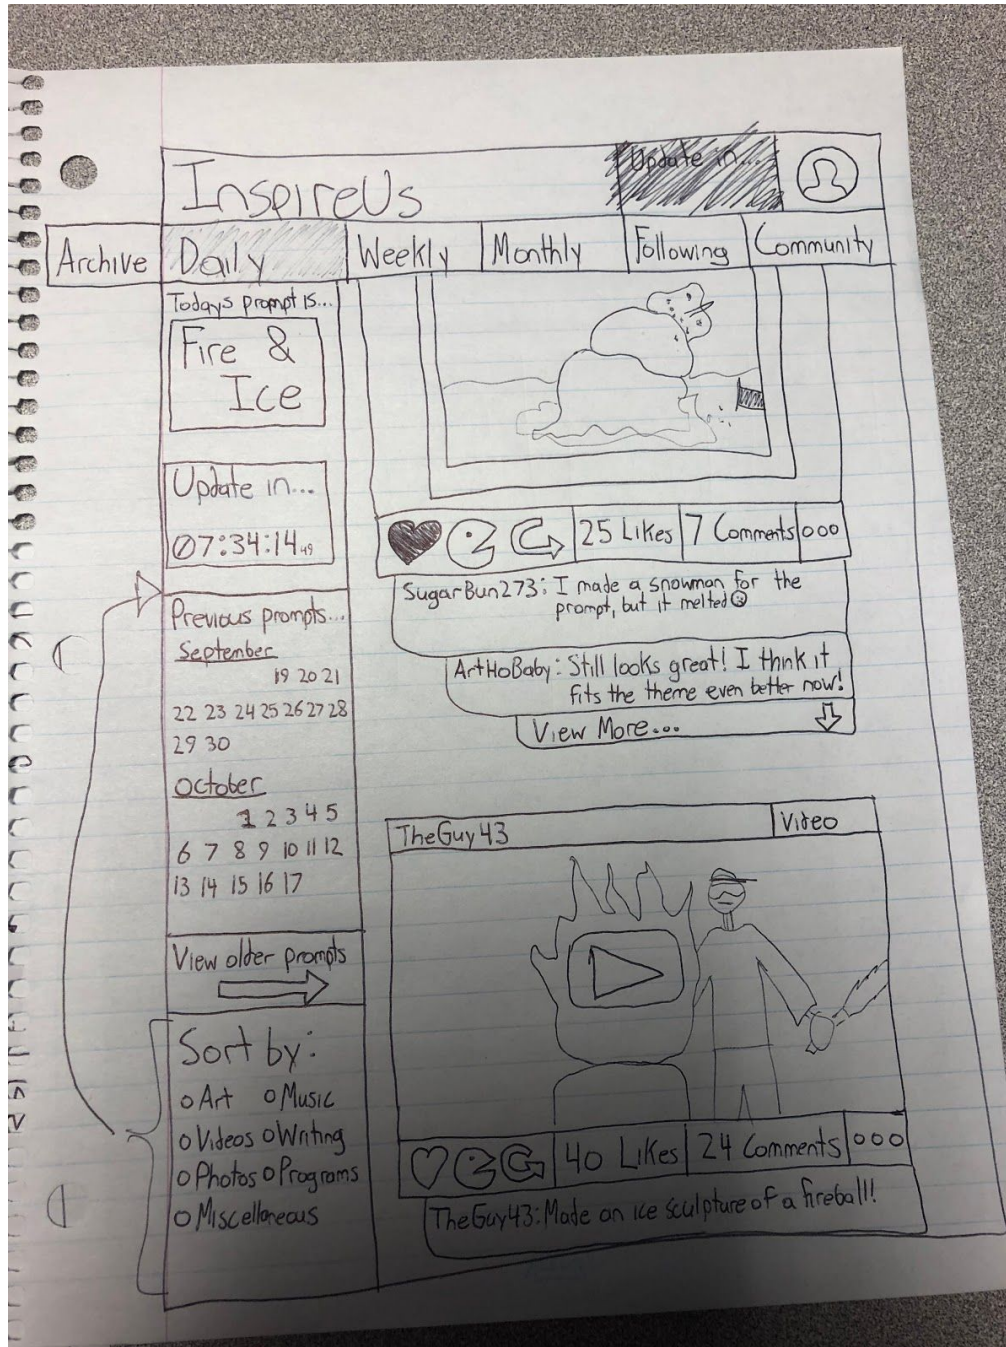 InspireUs
Update in...
Archive Daily Weekly Monthly Following Community
Todays prompt is...
Fire &
Ice
Update in...
07:34:14 49
Previous prompts...
September
19 20 21
22 23 24 25 26 27 28
29 30
October
1 2 3 4 5
6 7 8 9 10 11 12
13 14 15 16 17
View older prompts
Sort by:
Art Music
Videos Writing
Photos Programs
Miscellaneous
25 Likes 7 Comments
SugarBun273: I made a snowman for the
prompt, but it melted
ArtHoBaby: Still looks great! I think it
fits the theme even better now!
View More...
TheGuy43 Video
40 Likes 24 Comments
TheGuy43: Made an ice sculpture of a fireball!